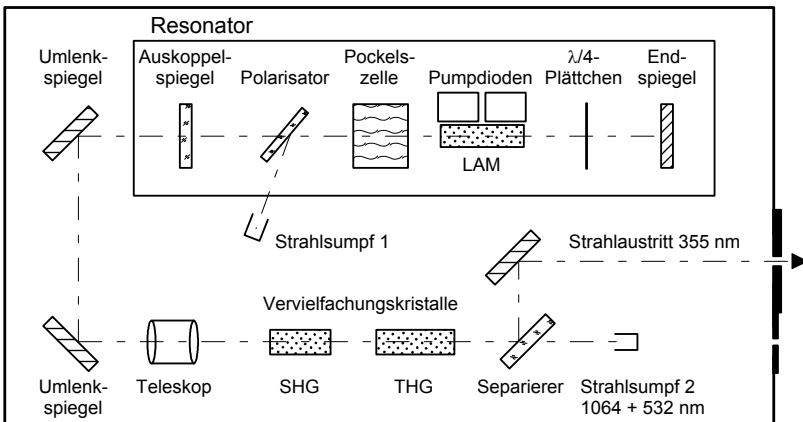 Resonator
Umlenk-
spiegel
Auskoppel-
spiegel
Polarisator
Pockels-
zelle
Pumpdioden
λ/4-
Plättchen
End-
spiegel
LAM
Strahlsumpf 1
Strahlaustritt 355 nm
Vervielfachungskristalle
Umlenk-
spiegel
Teleskop
SHG
THG
Separierer
Strahlsumpf 2
1064 + 532 nm